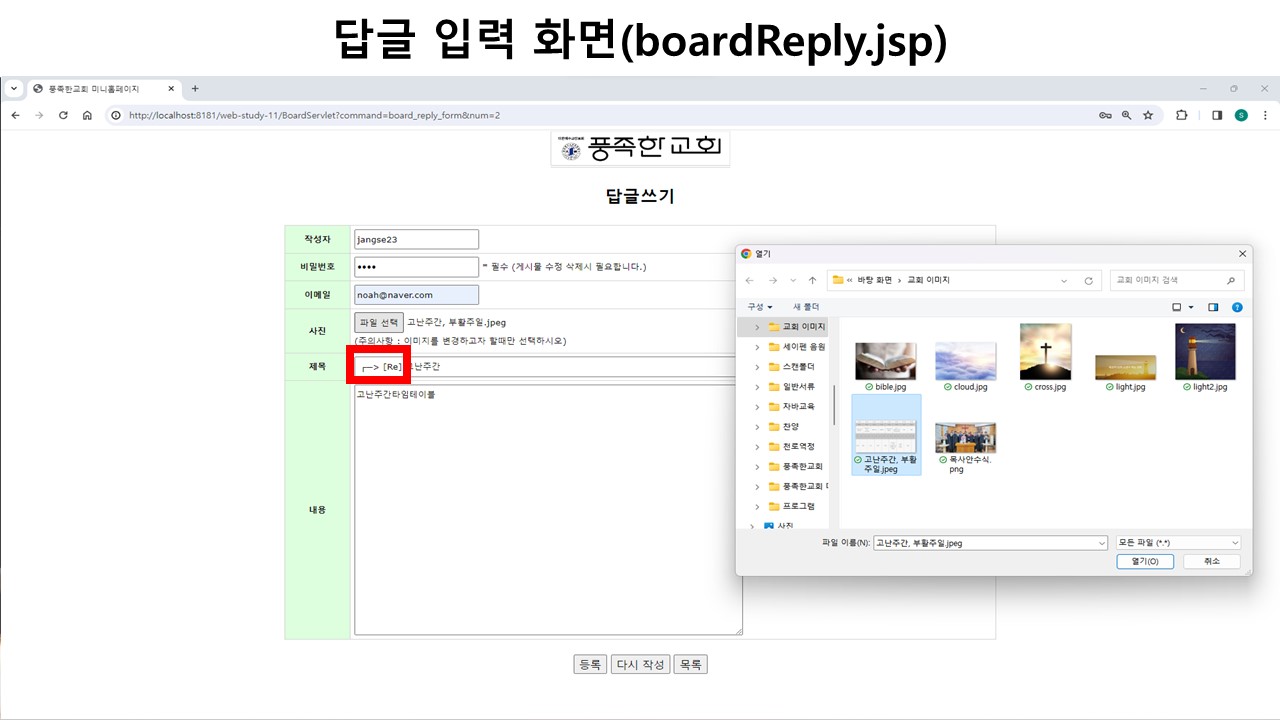 답글 입력 화면(boardReply.jsp)
풍족한교회 미니홈페이지
http://localhost:8181/web-study-11/BoardServlet?command=board_reply_form&num=2
S
풍족한교회
답글쓰기
작성자
jangse23
비밀번호
•••• * 필수 (게시물 수정 삭제시 필요합니다.)
이메일
noah@naver.com
사진
파일 선택 고난주간, 부활주일.jpeg
(주의사항 : 이미지를 변경하고자 할때만 선택하시오)
제목
┌─> [Re] 고난주간
내용
고난주간타임테이블
등록 다시 작성 목록
열기
« 바탕 화면 › 교회 이미지
교회 이미지 검색
구성 새 폴더
교회 이미지
세이펜 음원
스캔폴더
일반서류
자바교육
찬양
천로역정
풍족한교회
풍족한교회 미
프로그램
사진
bible.jpg
cloud.jpg
cross.jpg
light.jpg
light2.jpg
고난주간, 부활
주일.jpeg
목사안수식.
png
파일 이름(N):
고난주간, 부활주일.jpeg
모든 파일 (*.*)
열기(O)
취소